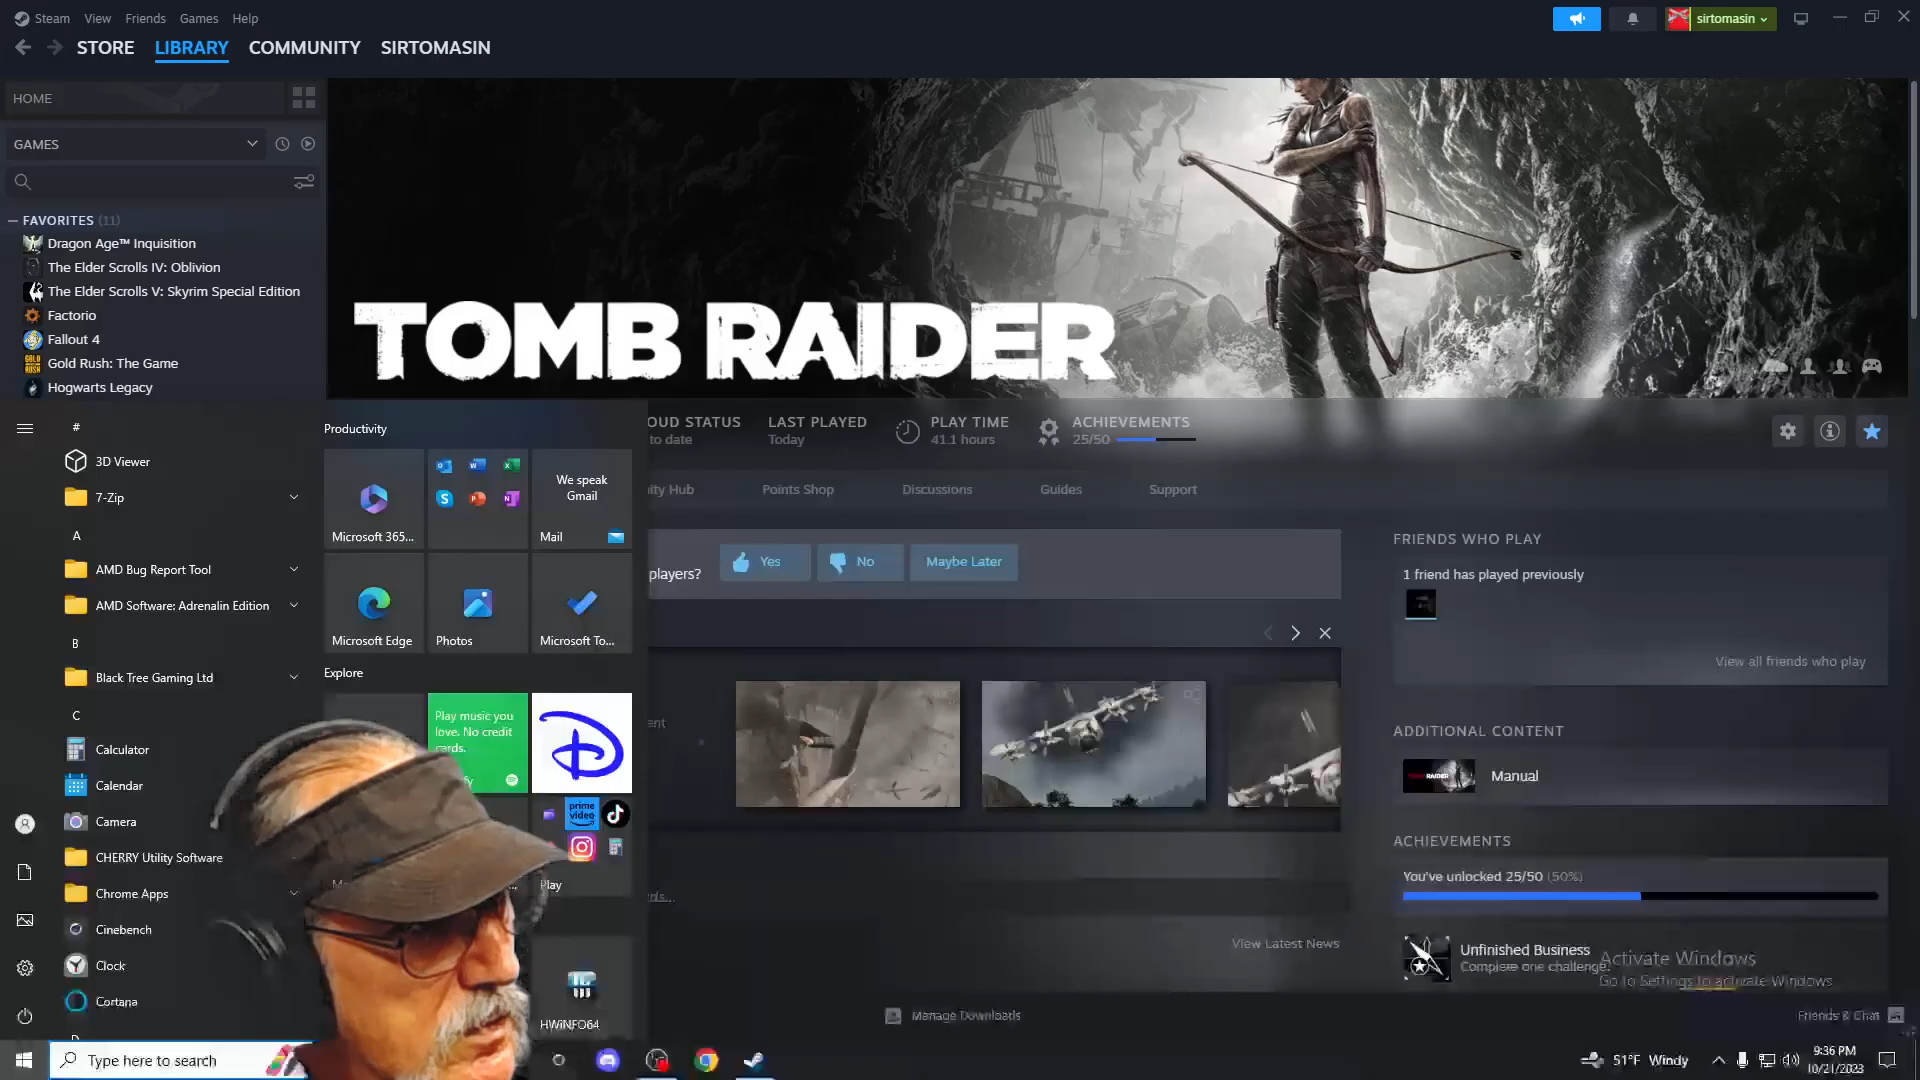 Steam View Friends Games Help
sirtomasin
STORE LIBRARY COMMUNITY SIRTOMASIN
HOME
GAMES
FAVORITES (11)
Dragon Age™ Inquisition
The Elder Scrolls IV: Oblivion
The Elder Scrolls V: Skyrim Special Edition
Factorio
Fallout 4
Gold Rush: The Game
Hogwarts Legacy
TOMB RAIDER
OUD STATUS
to date
LAST PLAYED
Today
PLAY TIME
41.1 hours
ACHIEVEMENTS
25/50
ity Hub Points Shop Discussions Guides Support
players? Yes No Maybe Later
#
3D Viewer
7-Zip
A
AMD Bug Report Tool
AMD Software: Adrenalin Edition
B
Black Tree Gaming Ltd
C
Calculator
Calendar
Camera
CHERRY Utility Software
Chrome Apps
Cinebench
Clock
Cortana
Productivity
Microsoft 365...
We speak
Gmail
Mail
Microsoft Edge
Photos
Microsoft To...
Explore
Play music you
love. No credit
cards.
prime
video
Play
HWiNFO64
ent
View Latest News
Manage Downloads
FRIENDS WHO PLAY
1 friend has played previously
View all friends who play
ADDITIONAL CONTENT
Manual
ACHIEVEMENTS
You've unlocked 25/50 (50%)
Unfinished Business
Complete one challenge.
Activate Windows
Go to Settings to activate Windows
Friends & Chat
Type here to search
51°F Windy
9:36 PM
10/21/2023